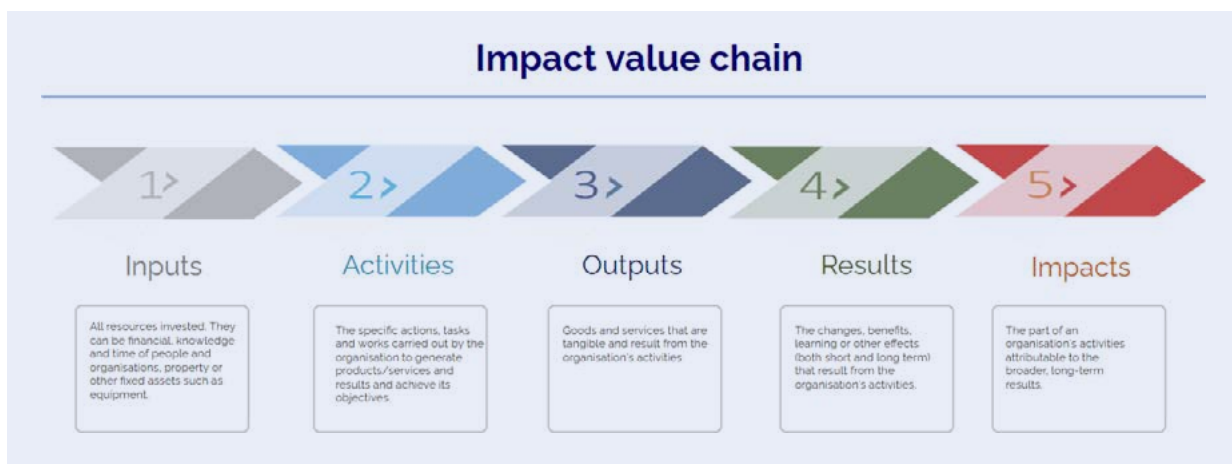 Impact value chain
1>
2>
3>
4>
5>
Inputs
Activities
Outputs
Results
Impacts
All resources invested. They
can be financial, knowledge
and time of people and
organisations, property or
other fixed assets such as
equipment.
The specific actions, tasks
and works carried out by the
organisation to generate
products/services and
results and achieve its
objectives
Goods and services that are
tangible and result from the
organisation's activities
The changes, benefits,
learning or other effects
(both short and long term)
that result from the
organisation's activities.
The part of an
organisation's activities
attributable to the
broader, long-term
results.